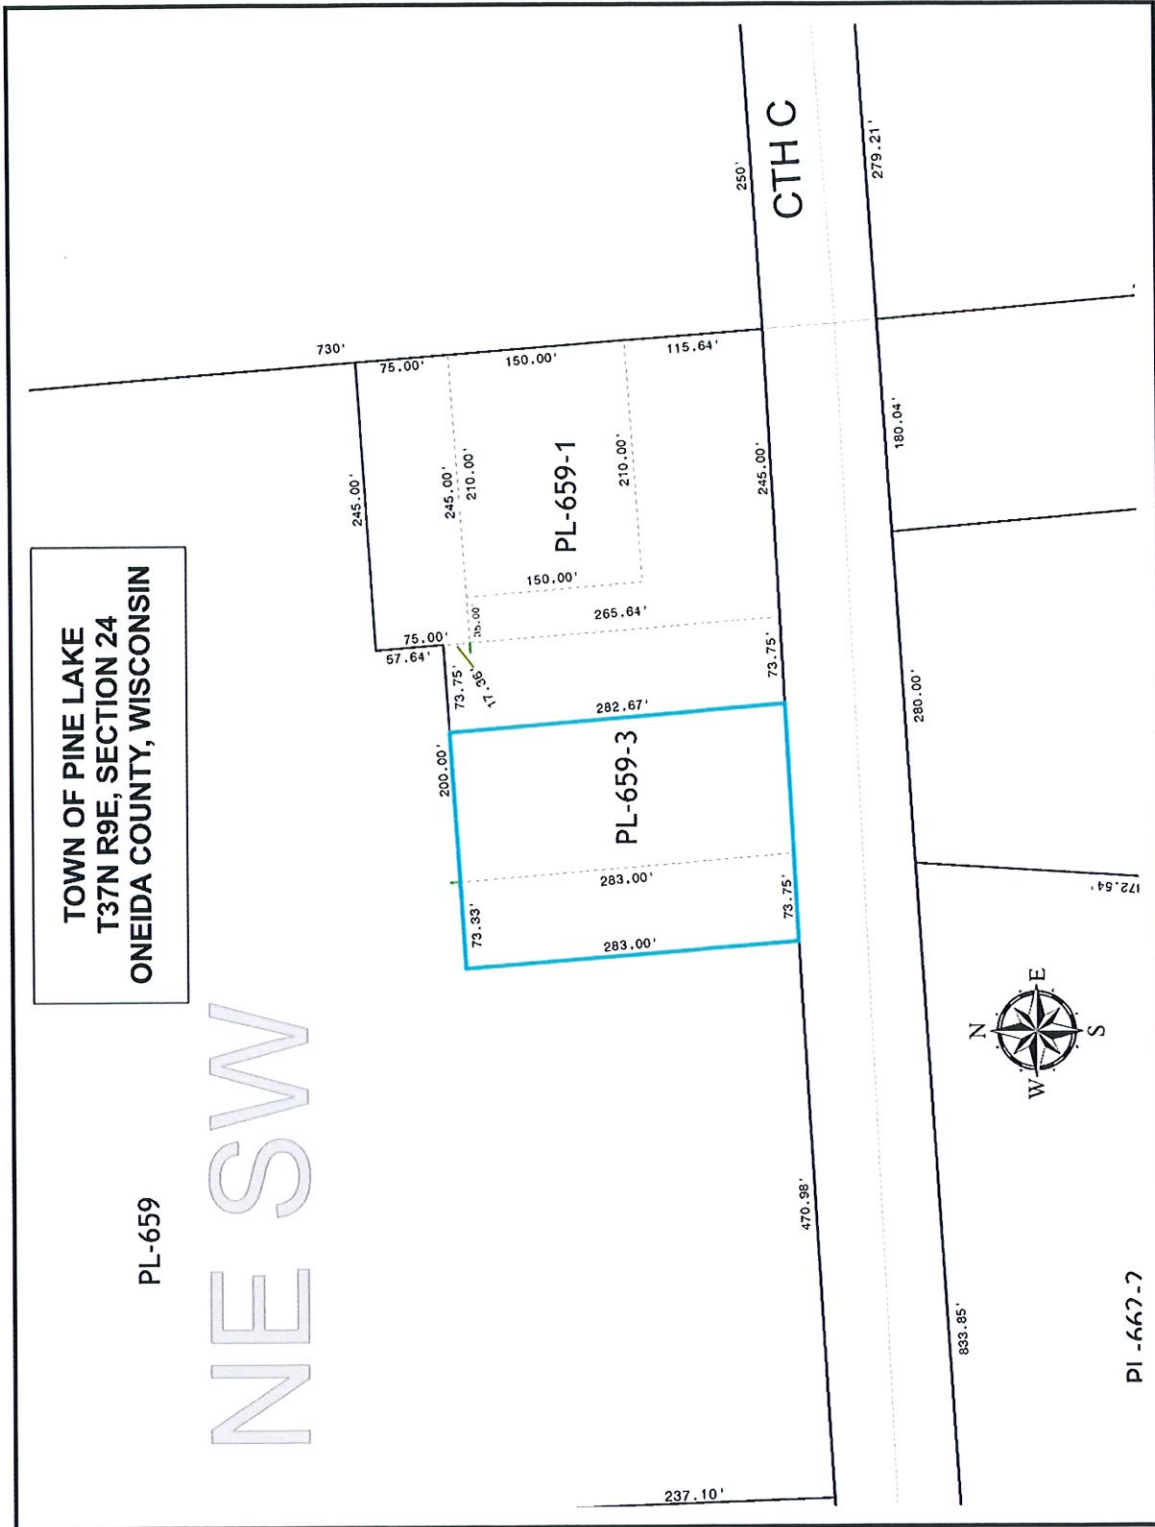 TOWN OF PINE LAKE
T37N R9E, SECTION 24
ONEIDA COUNTY, WISCONSIN
PL-659
NE SW
730'
75.00'
150.00'
115.64'
250'
CTH C
279.21'
245.00'
245.00'
210.00'
PL-659-1
210.00'
245.00'
180.04'
150.00'
35.00
265.64'
75.00'
57.64'
17.36'
73.75'
73.75'
282.67'
200.00'
PL-659-3
280.00'
283.00'
73.33'
73.75'
283.00'
N
E
S
W
470.98'
833.85'
237.10'